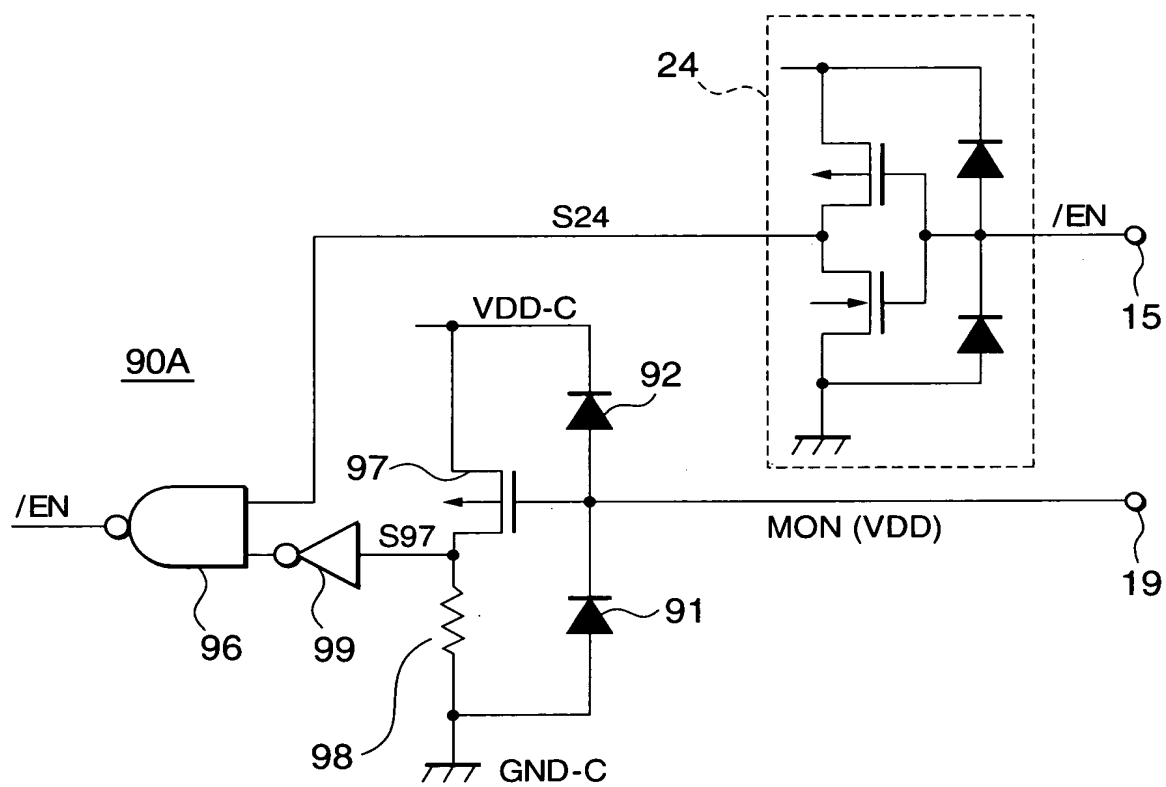 24
S24
/EN
15
VDD-C
90A
92
97
/EN
S97
MON (VDD)
19
91
96
99
98
GND-C